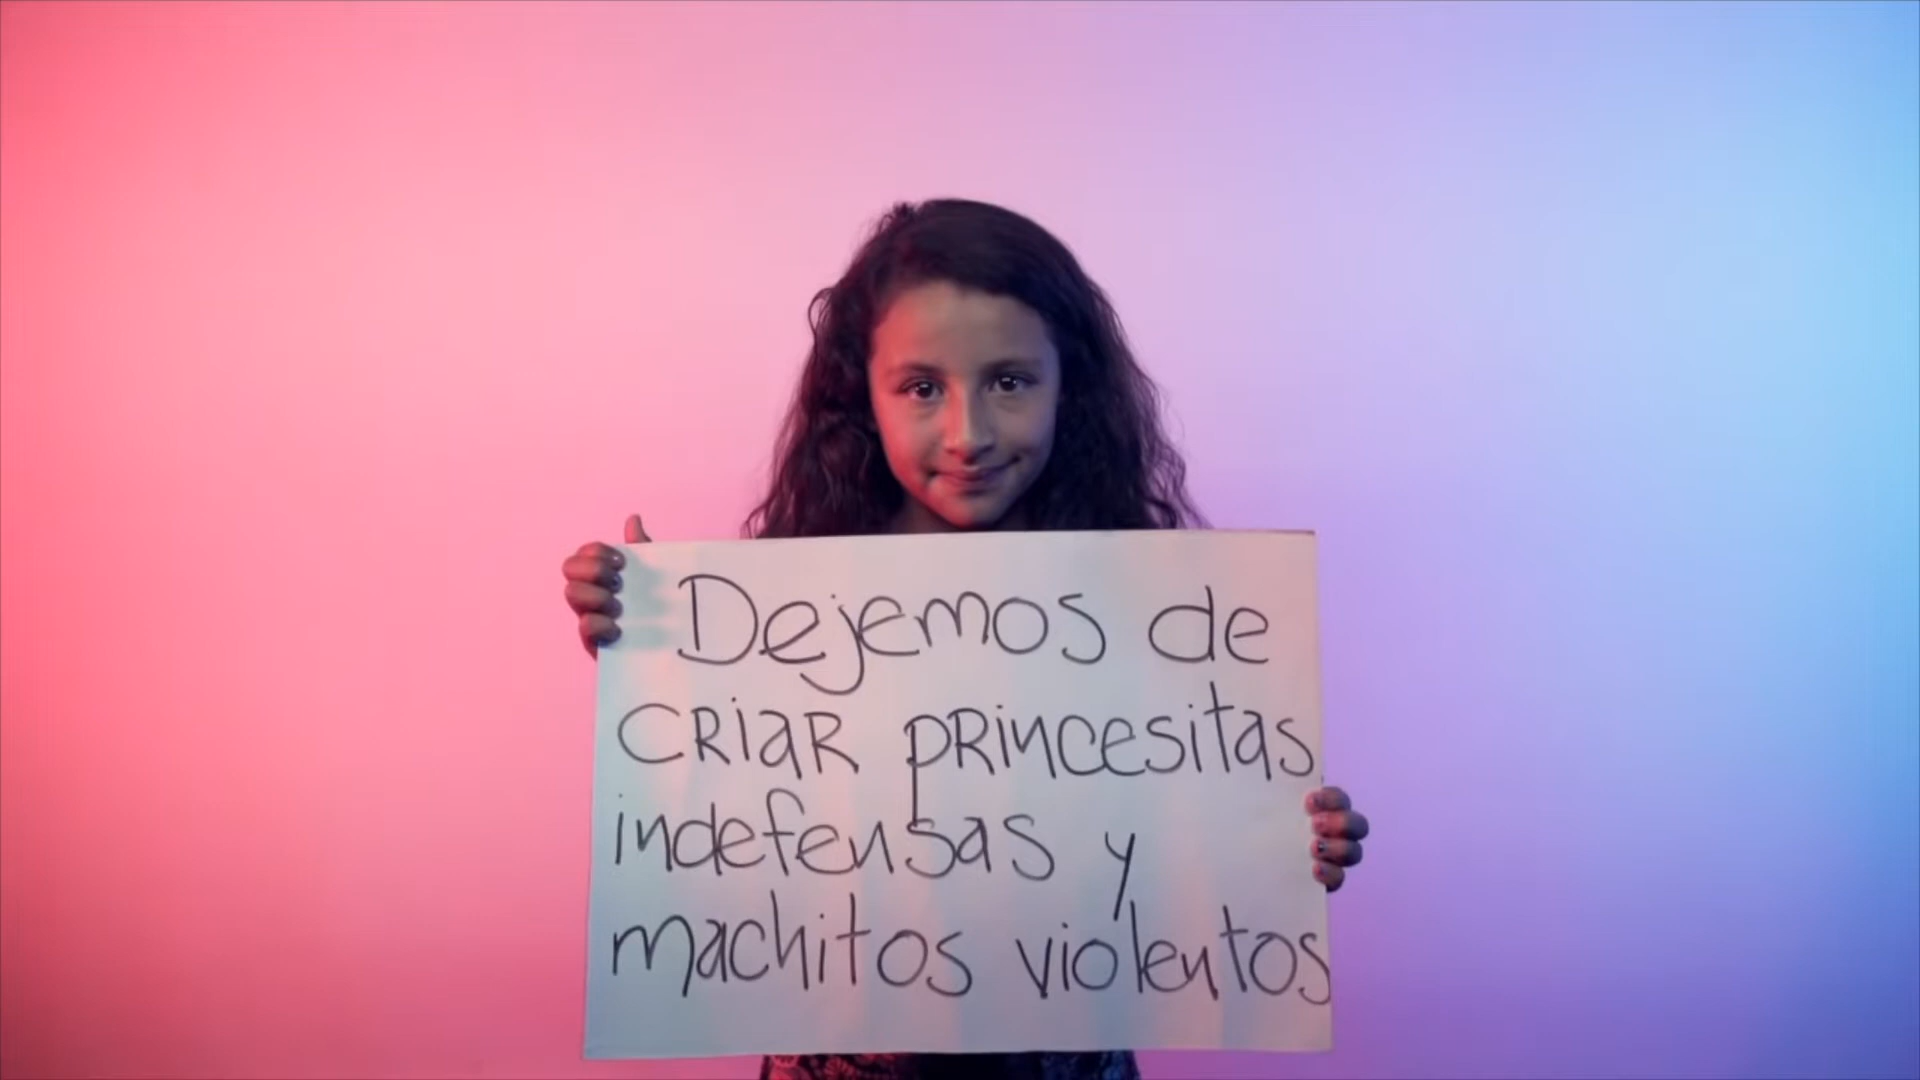 Dejemos de
criar princesitas
indefensas y
machitos violentos